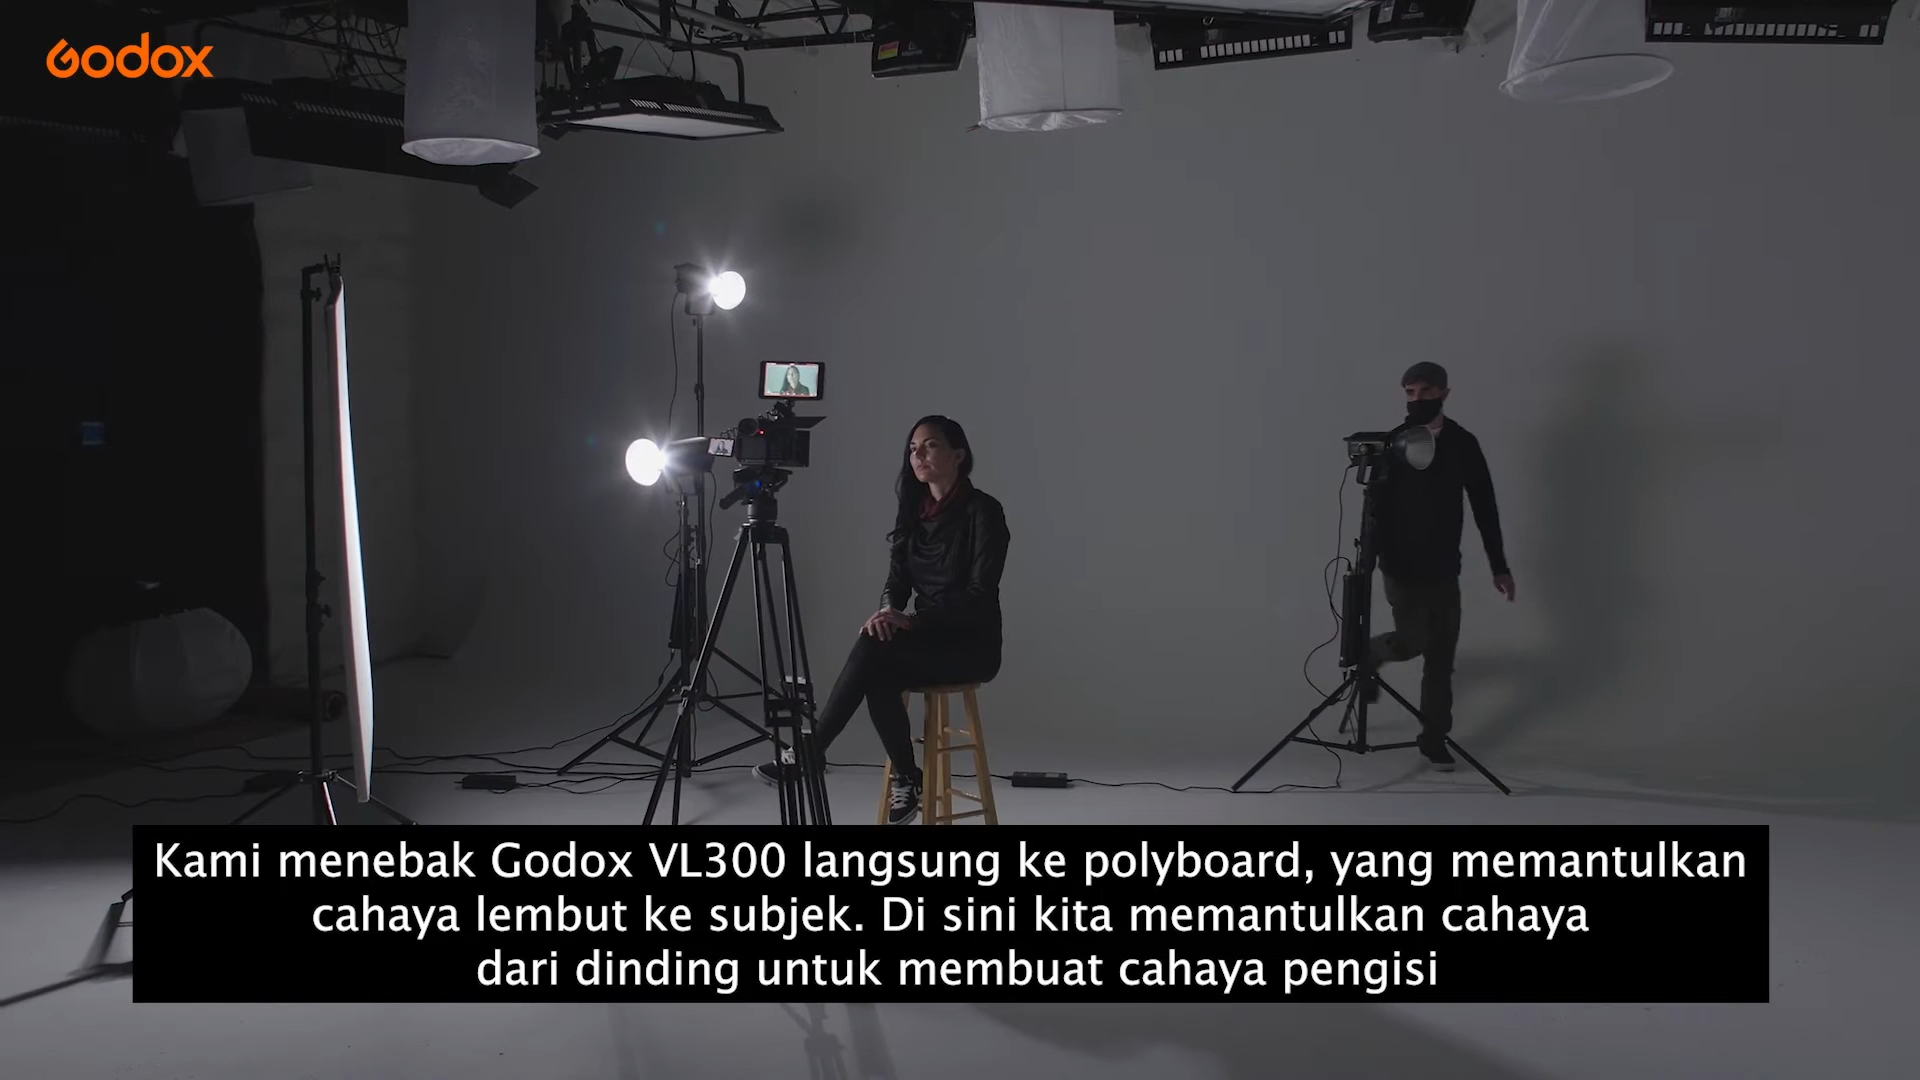 Godox
Kami menebak Godox VL300 langsung ke polyboard, yang memantulkan
cahaya lembut ke subjek. Di sini kita memantulkan cahaya
dari dinding untuk membuat cahaya pengisi